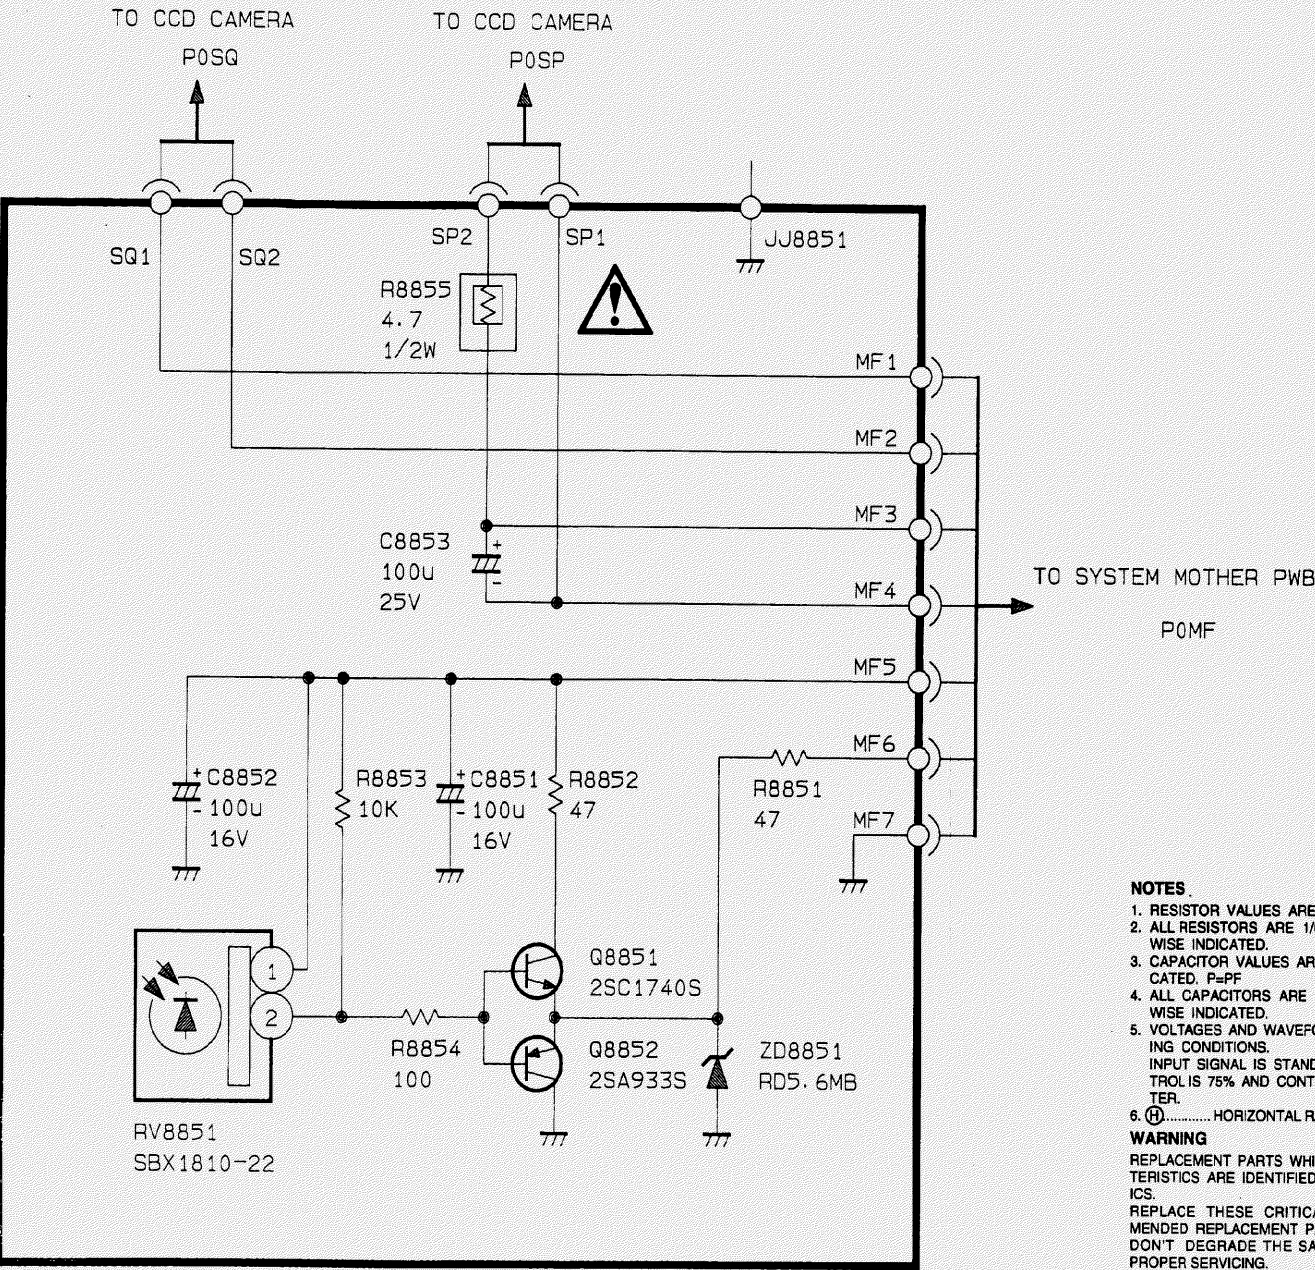 TO CCD CAMERA
P0SQ
TO CCD CAMERA
P0SP
SQ1
SQ2
SP2
SP1
JJ8851
R8855
4.7
1/2W
!
MF1
MF2
MF3
C8853
100u
25V
+
-
MF4
TO SYSTEM MOTHER PWB
P0MF
MF5
MF6
+
-
C8852
100u
16V
R8853
10K
+
-
C8851
100u
16V
R8852
47
R8851
47
MF7
1
2
R8854
100
Q8851
2SC1740S
Q8852
2SA933S
ZD8851
RD5.6MB
RV8851
SBX1810-22
NOTES
1. RESISTOR VALUES ARE
2. ALL RESISTORS ARE 1/
WISE INDICATED.
3. CAPACITOR VALUES AR
CATED. P=PF
4. ALL CAPACITORS ARE
WISE INDICATED.
5. VOLTAGES AND WAVEFO
ING CONDITIONS.
INPUT SIGNAL IS STAND
TROL IS 75% AND CONT
TER.
6. H ............ HORIZONTAL R
WARNING
REPLACEMENT PARTS WHI
TERISTICS ARE IDENTIFIED
ICS.
REPLACE THESE CRITICA
MENDED REPLACEMENT P
DON'T DEGRADE THE SA
PROPER SERVICING.